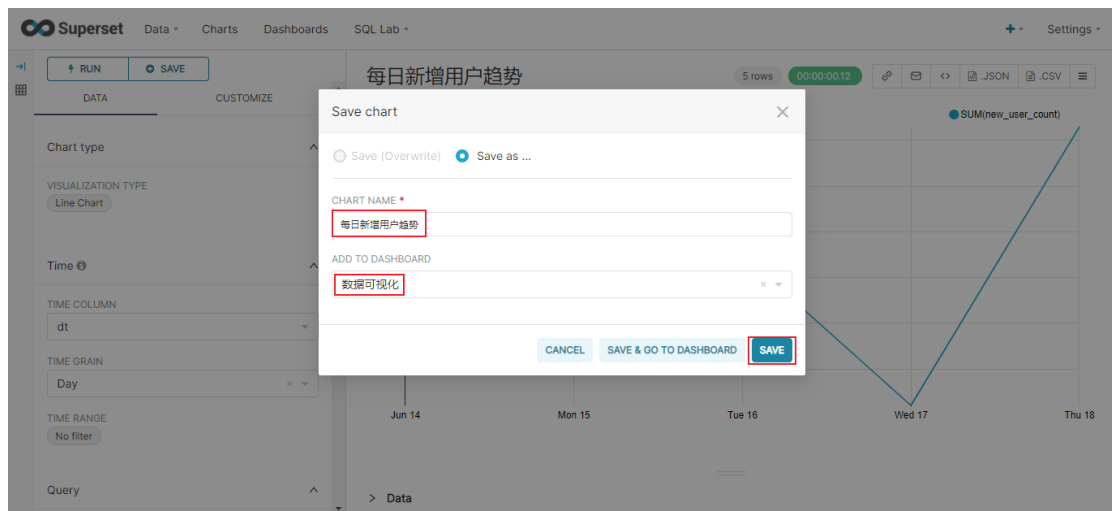 Superset Data Charts Dashboards SQL Lab + Settings
RUN SAVE
每日新增用户趋势 5 rows 00:00:00.12 .JSON .CSV
DATA CUSTOMIZE
Save chart
SUM(new_user_count)
Chart type
Save (Overwrite) Save as ...
VISUALIZATION TYPE
Line Chart
CHART NAME *
每日新增用户趋势
ADD TO DASHBOARD
数据可视化
Time
TIME COLUMN
dt
CANCEL SAVE & GO TO DASHBOARD SAVE
TIME GRAIN
Day
TIME RANGE
No filter
Jun 14 Mon 15 Tue 16 Wed 17 Thu 18
Query
> Data